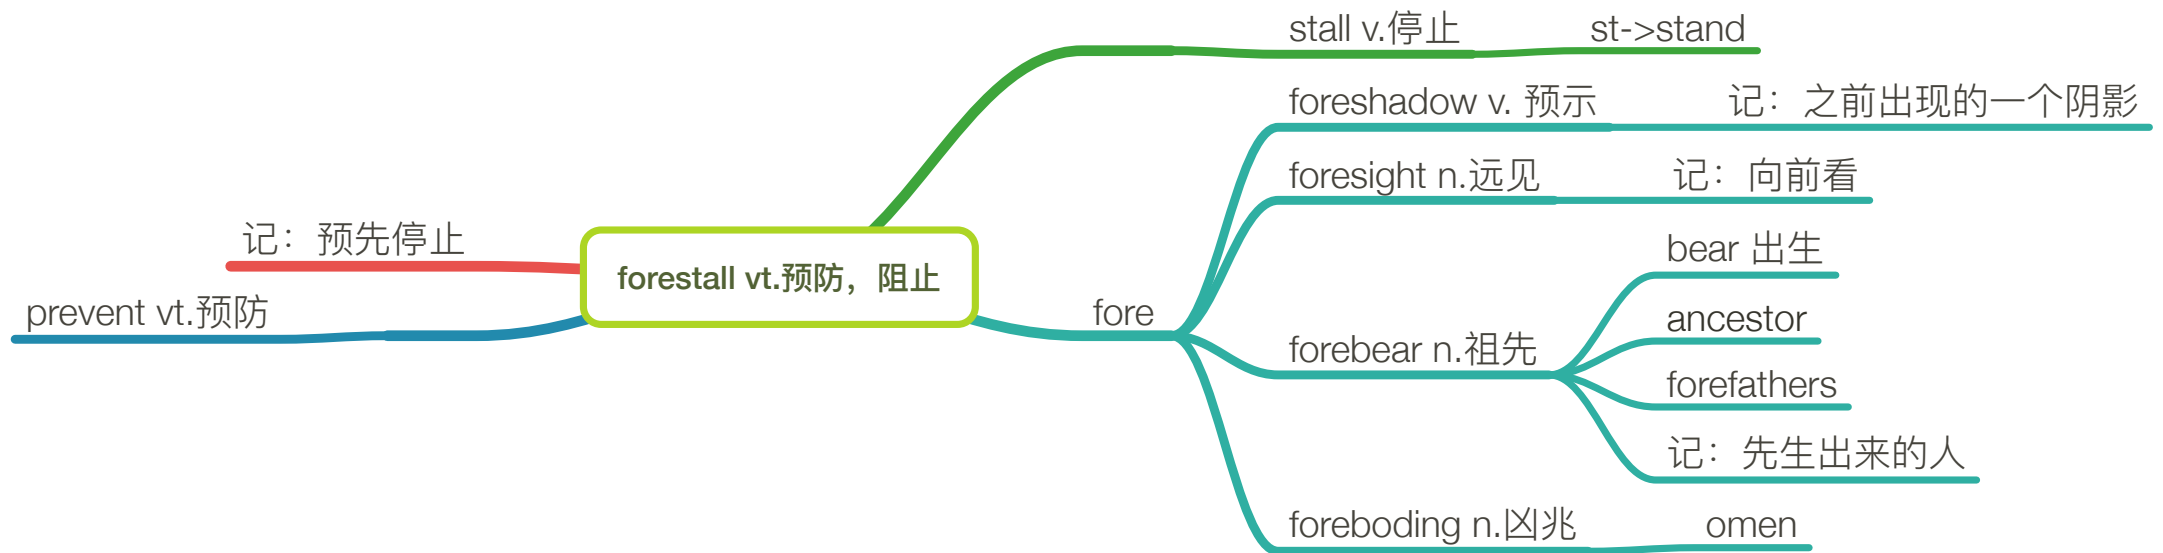 stall v.停止
st->stand
foreshadow v. 预示
记：之前出现的一个阴影
foresight n.远见
记：向前看
bear 出生
记：预先停止
forestall vt.预防，阻止
prevent vt.预防
fore
ancestor
forebear n.祖先
forefathers
记：先生出来的人
foreboding n.凶兆
omen